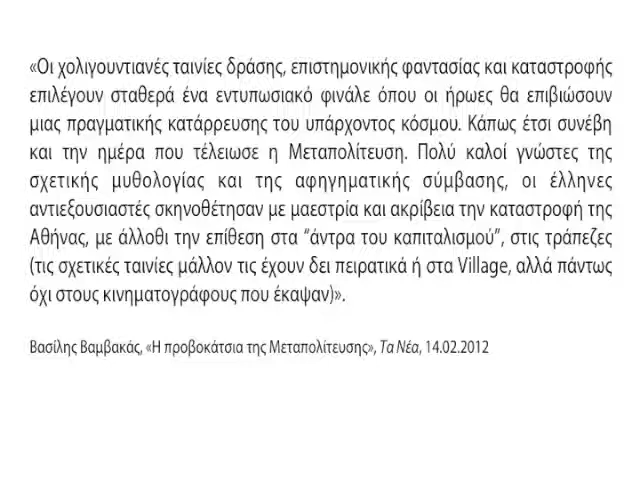 «Οι χολιγουντιανές ταινίες δράσης, επιστημονικής φαντασίας και καταστροφής
επιλέγουν σταθερά ένα εντυπωσιακό φινάλε όπου οι ήρωες θα επιβιώσουν
μιας πραγματικής κατάρρευσης του υπάρχοντος κόσμου. Κάπως έτσι συνέβη
και την ημέρα που τέλειωσε η Μεταπολίτευση. Πολύ καλοί γνώστες της
σχετικής μυθολογίας και της αφηγηματικής σύμβασης, οι έλληνες
αντιεξουσιαστές σκηνοθέτησαν με μαεστρία και ακρίβεια την καταστροφή της
Αθήνας, με άλλοθι την επίθεση στα “άντρα του καπιταλισμού”, στις τράπεζες
(τις σχετικές ταινίες μάλλον τις έχουν δει πειρατικά ή στα Village, αλλά πάντως
όχι στους κινηματογράφους που έκαψαν)».
Βασίλης Βαμβακάς, «Η προβοκάτσια της Μεταπολίτευσης», Τα Νέα, 14.02.2012